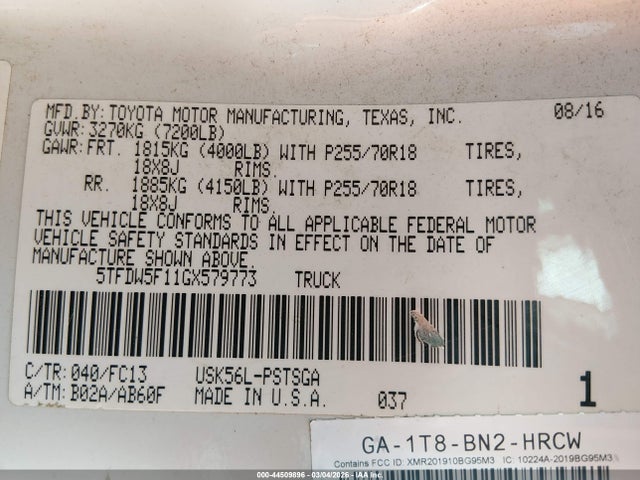 MFD.BY: TOYOTA MOTOR MANUFACTURING, TEXAS, INC. 08/16
GVWR: 3270KG (7200LB)
GAWR: FRT. 1815KG (4000LB) WITH P255/70R18 TIRES,
18X8J RIMS.
RR. 1885KG (4150LB) WITH P255/70R18 TIRES,
18X8J RIMS.
THIS VEHICLE CONFORMS TO ALL APPLICABLE FEDERAL MOTOR
VEHICLE SAFETY STANDARDS IN EFFECT ON THE DATE OF
MANUFACTURE SHOWN ABOVE.
5TFDW5F11GX579773 TRUCK
C/TR: 040/FC13 USK56L-PSTSGA
A/TM: B02A/AB60F MADE IN U.S.A. 037 1
GA-1T8-BN2-HRCW
Contains FCC ID: XMR201910BG95M3 IC: 10224A-2019BG95M3
000-44509896 - 03/04/2026 - IAA Inc.